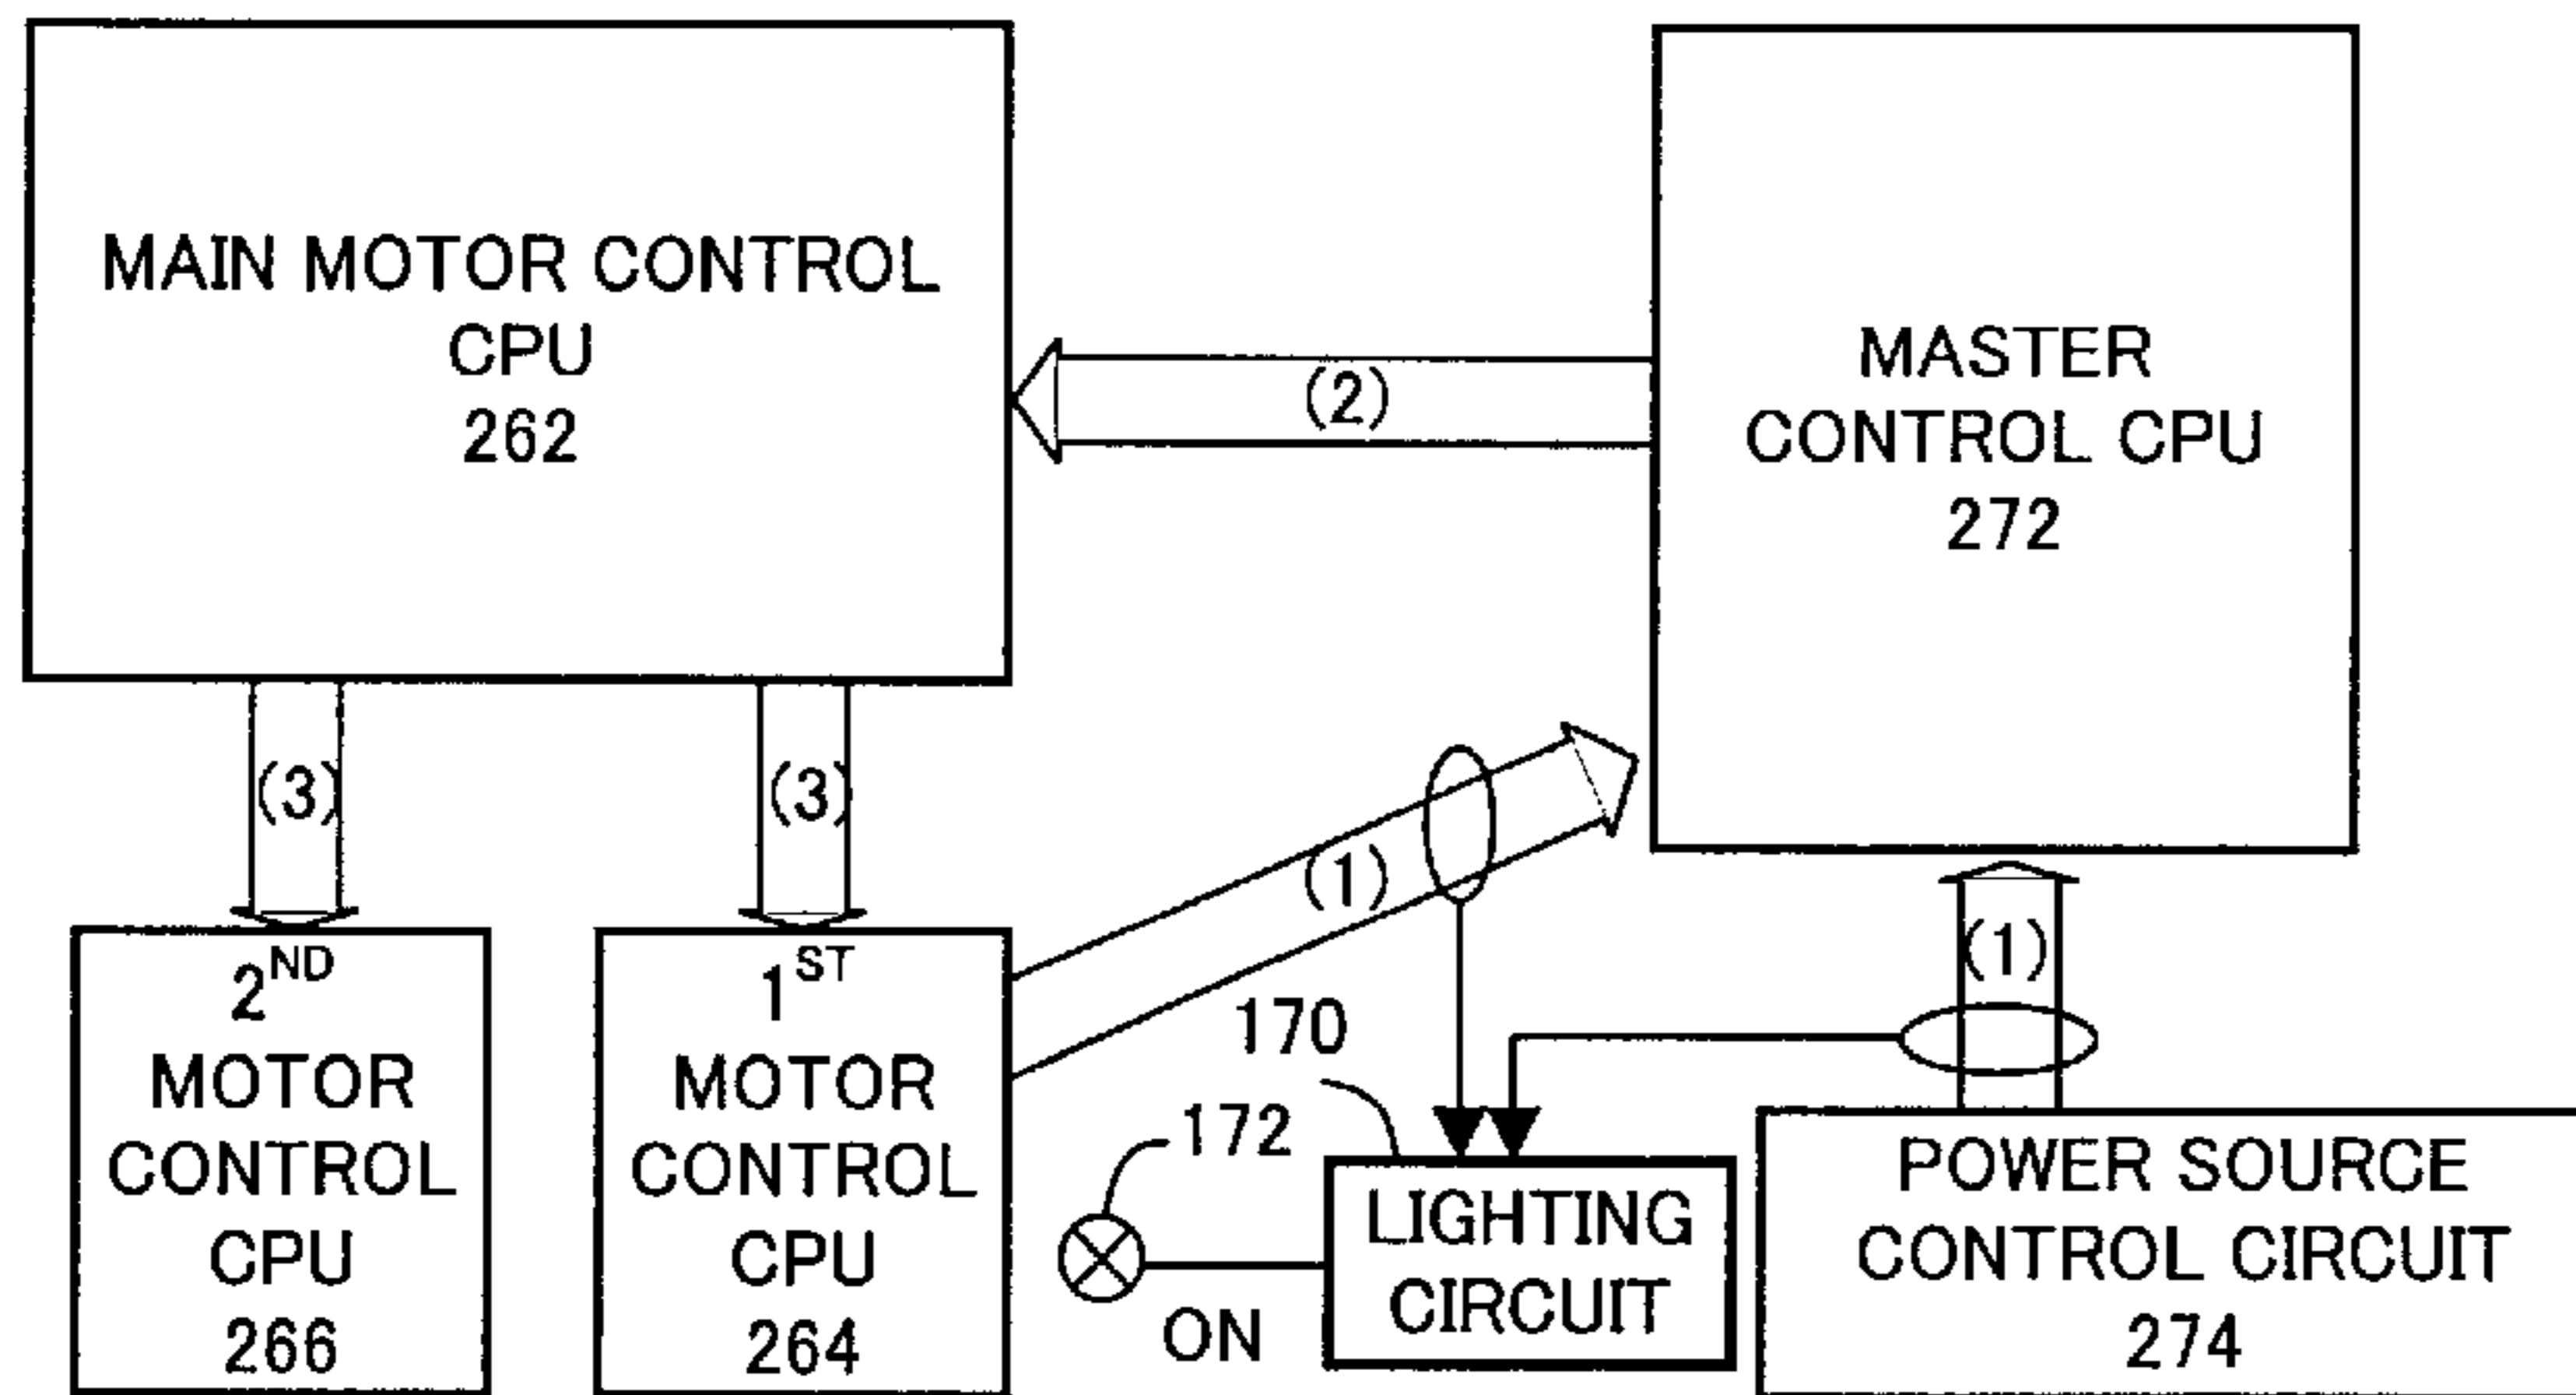 MAIN MOTOR CONTROL
CPU
262
MASTER
CONTROL CPU
272
(2)
(3)
(3)
(1)
(1)
2ND
MOTOR
CONTROL
CPU
266
1ST
MOTOR
CONTROL
CPU
264
170
172
ON
LIGHTING
CIRCUIT
POWER SOURCE
CONTROL CIRCUIT
274